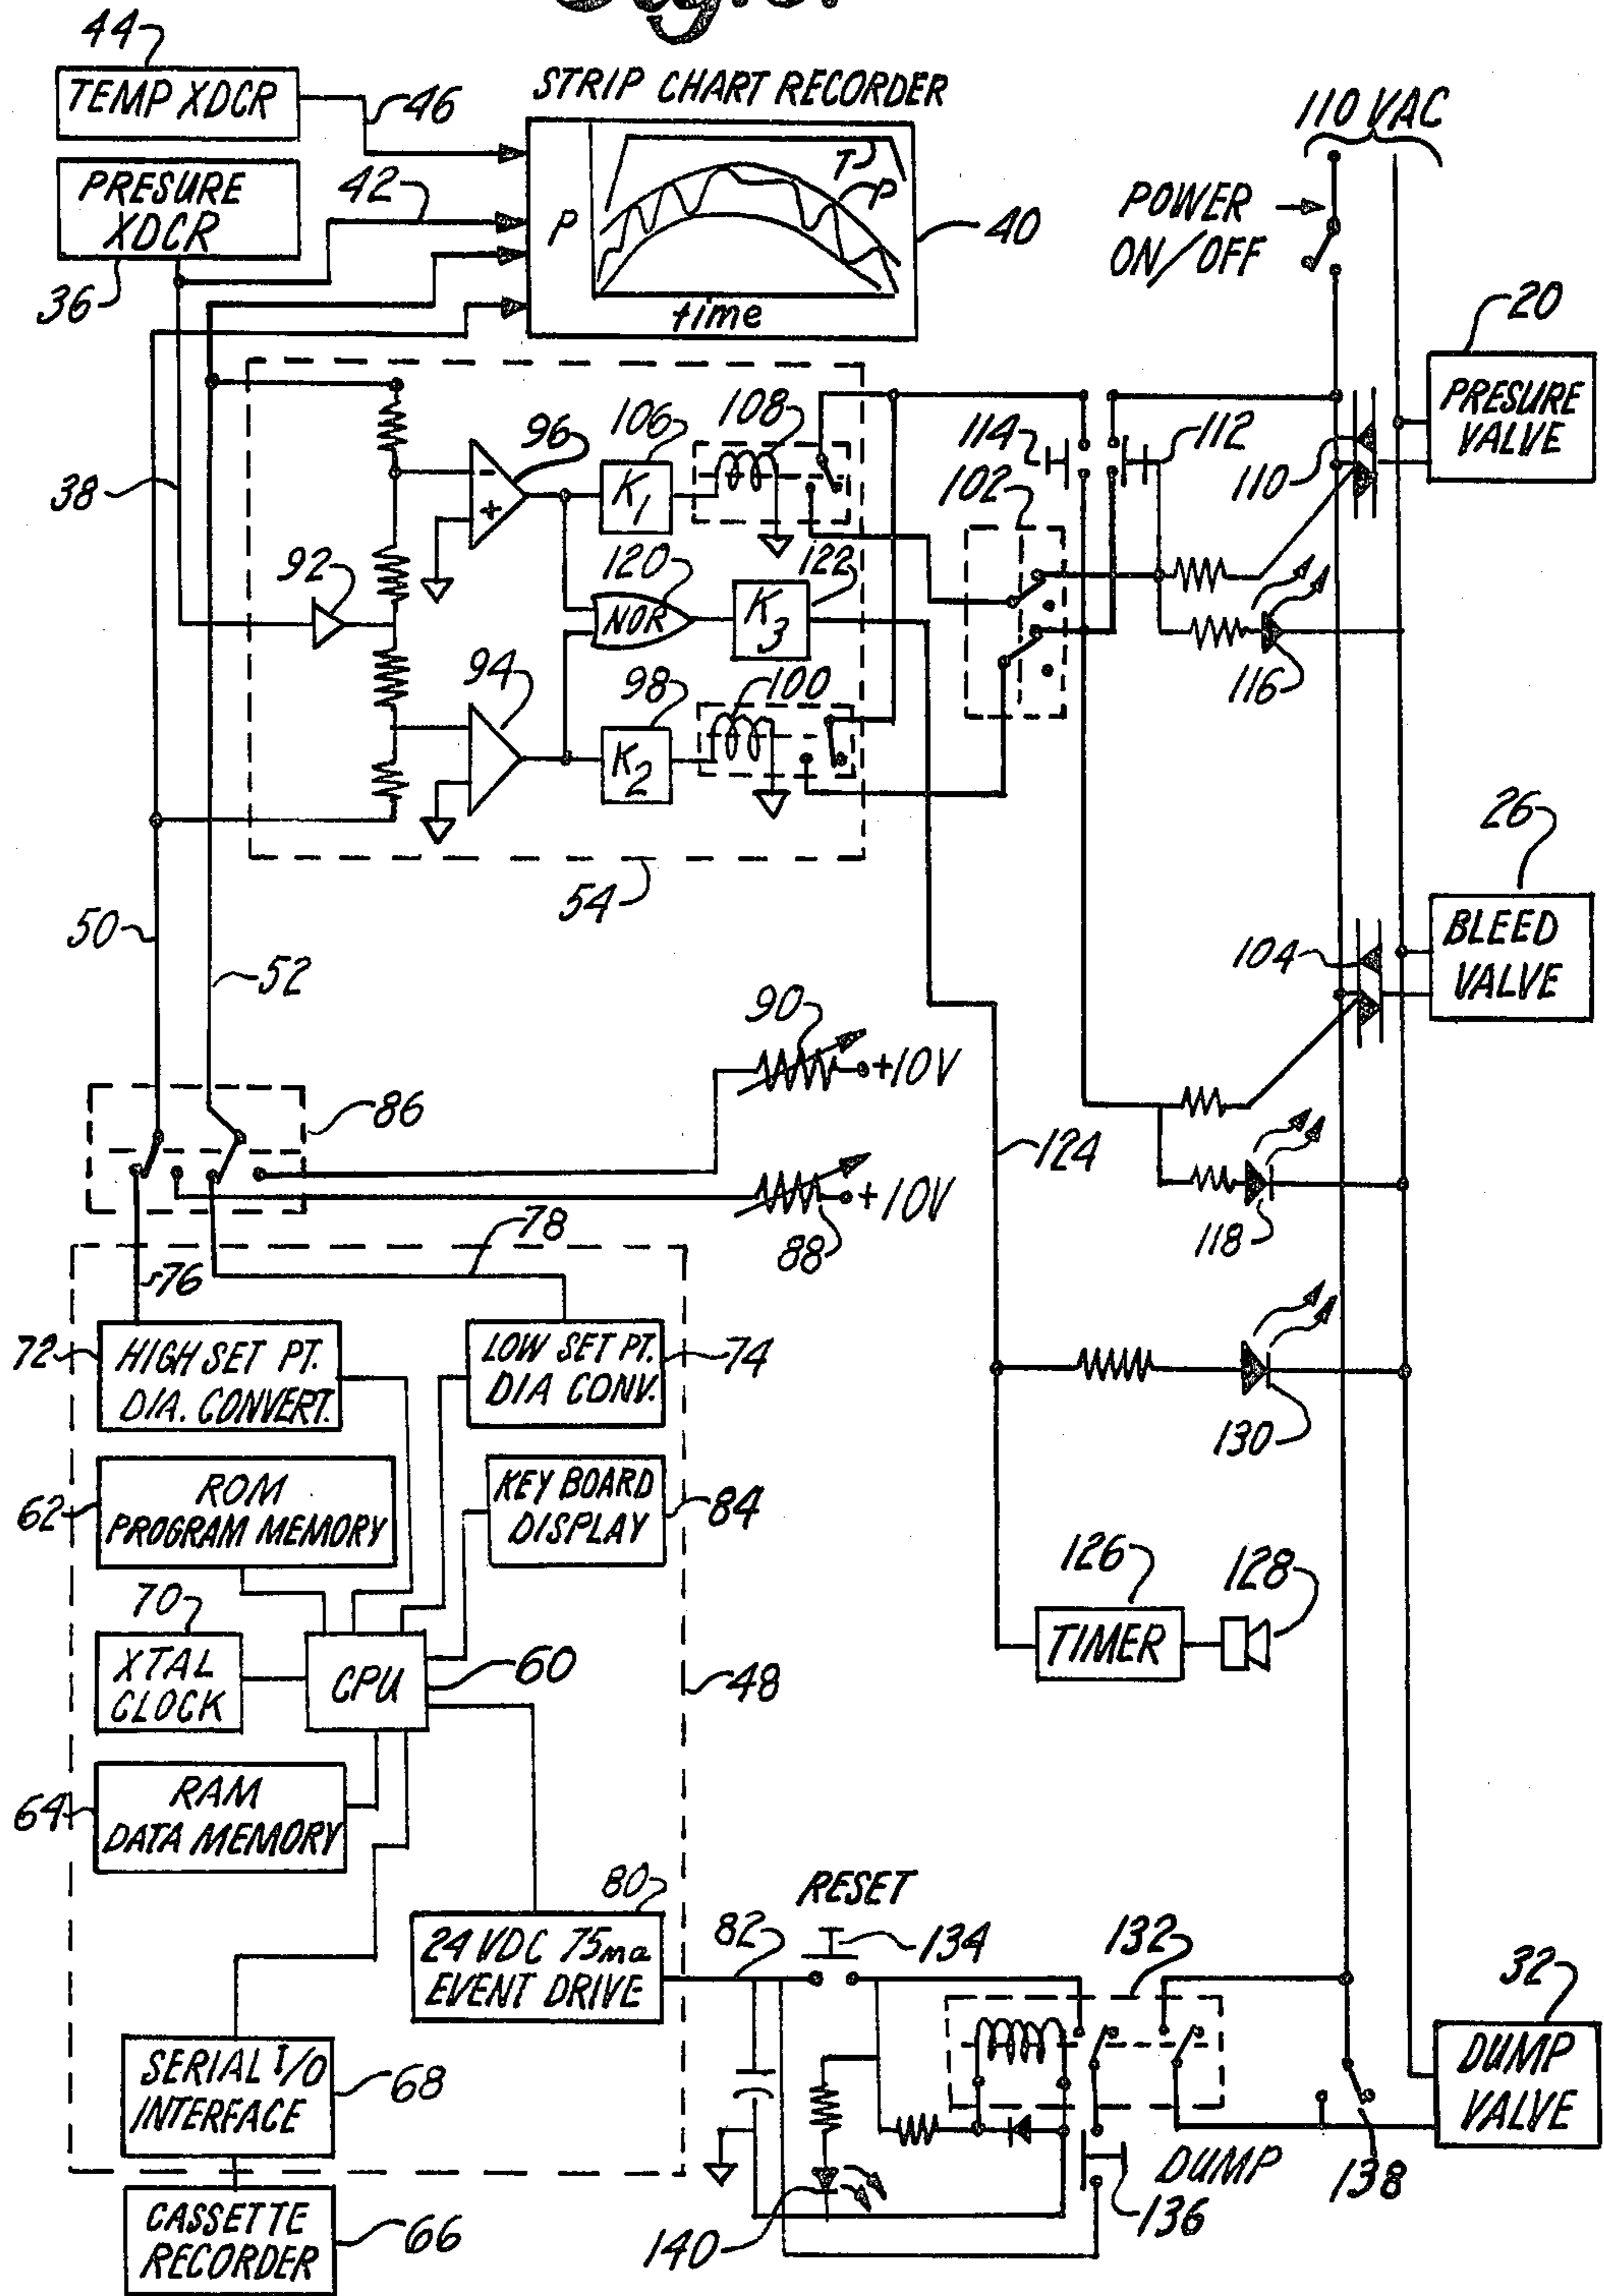 44
TEMP XDCR
46
STRIP CHART RECORDER
T
P
P
time
40
110 VAC
POWER
ON/OFF
PRESURE
XDCR
42
36
20
PRESURE
VALVE
38
92
96
106
K1
108
114
112
102
110
120
NOR
122
K3
94
98
K2
100
116
54
50
52
26
BLEED
VALVE
104
90
+10V
86
124
88
+10V
118
78
76
72
HIGH SET PT.
DIA. CONVERT.
LOW SET PT.
DIA CONV.
74
130
62
ROM
PROGRAM MEMORY
KEY BOARD
DISPLAY
84
126
TIMER
128
70
XTAL
CLOCK
CPU
60
48
64
RAM
DATA MEMORY
80
24 VDC 75ma
EVENT DRIVE
82
RESET
134
132
32
DUMP
VALVE
SERIAL I/O
INTERFACE
68
DUMP
136
138
140
CASSETTE
RECORDER
66